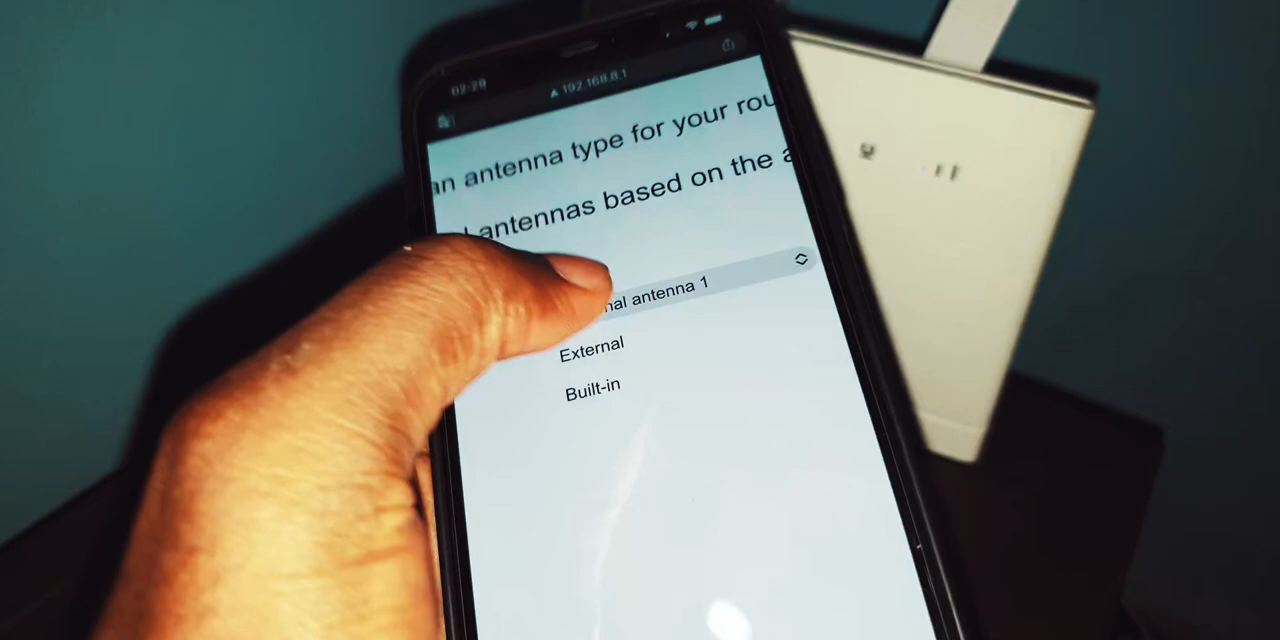 02:29
192.168.8.1
an antenna type for your rou
antennas based on the a
nal antenna 1
External
Built-in